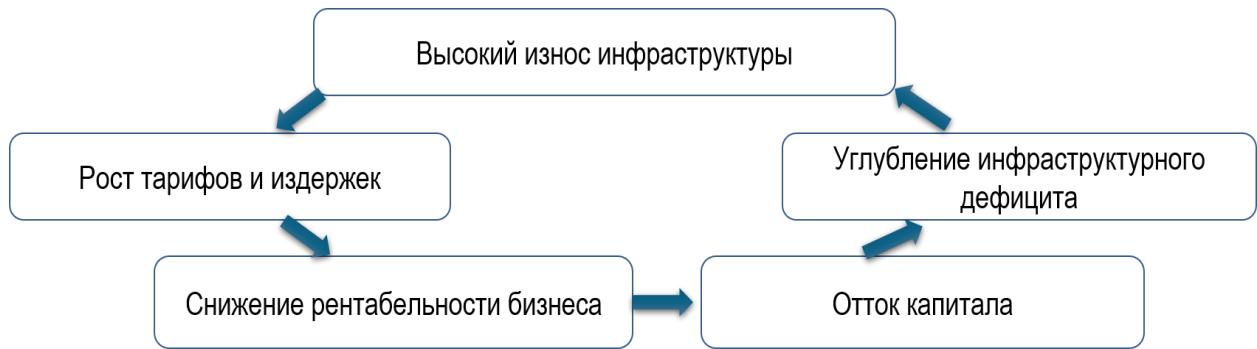 Высокий износ инфраструктуры
Рост тарифов и издержек
Углубление инфраструктурного
дефицита
Снижение рентабельности бизнеса
Отток капитала